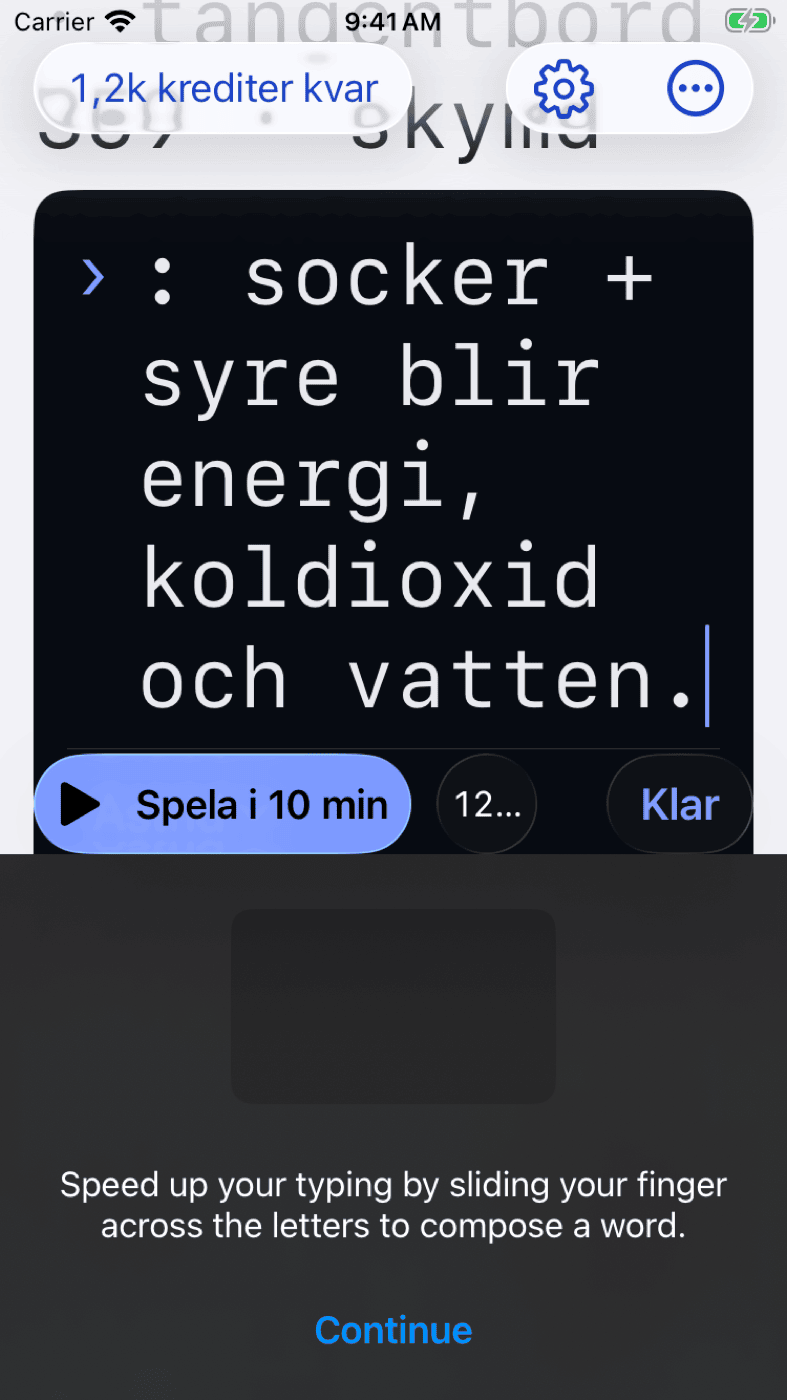 Carrier 9:41 AM
tangentbord
1,2k krediter kvar
› : socker +
syre blir
energi,
koldioxid
och vatten.
Spela i 10 min 12... Klar
Speed up your typing by sliding your finger
across the letters to compose a word.
Continue